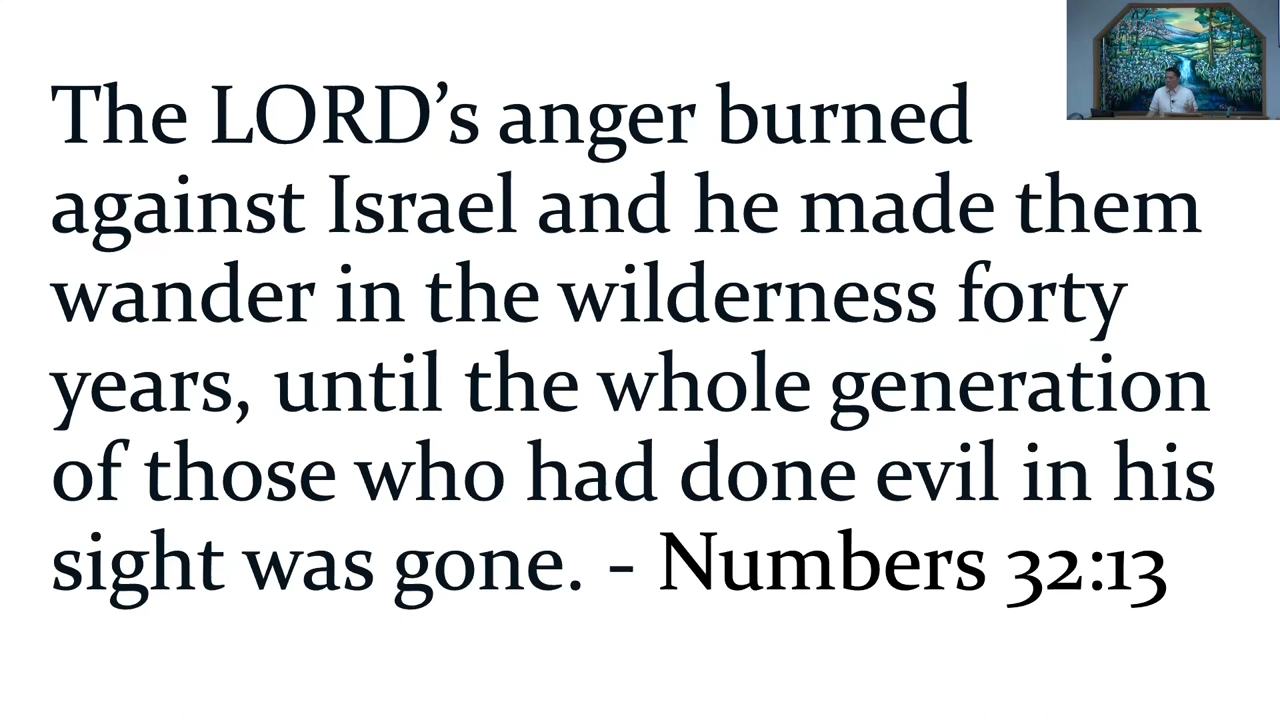 The LORD’s anger burned
against Israel and he made them
wander in the wilderness forty
years, until the whole generation
of those who had done evil in his
sight was gone. - Numbers 32:13